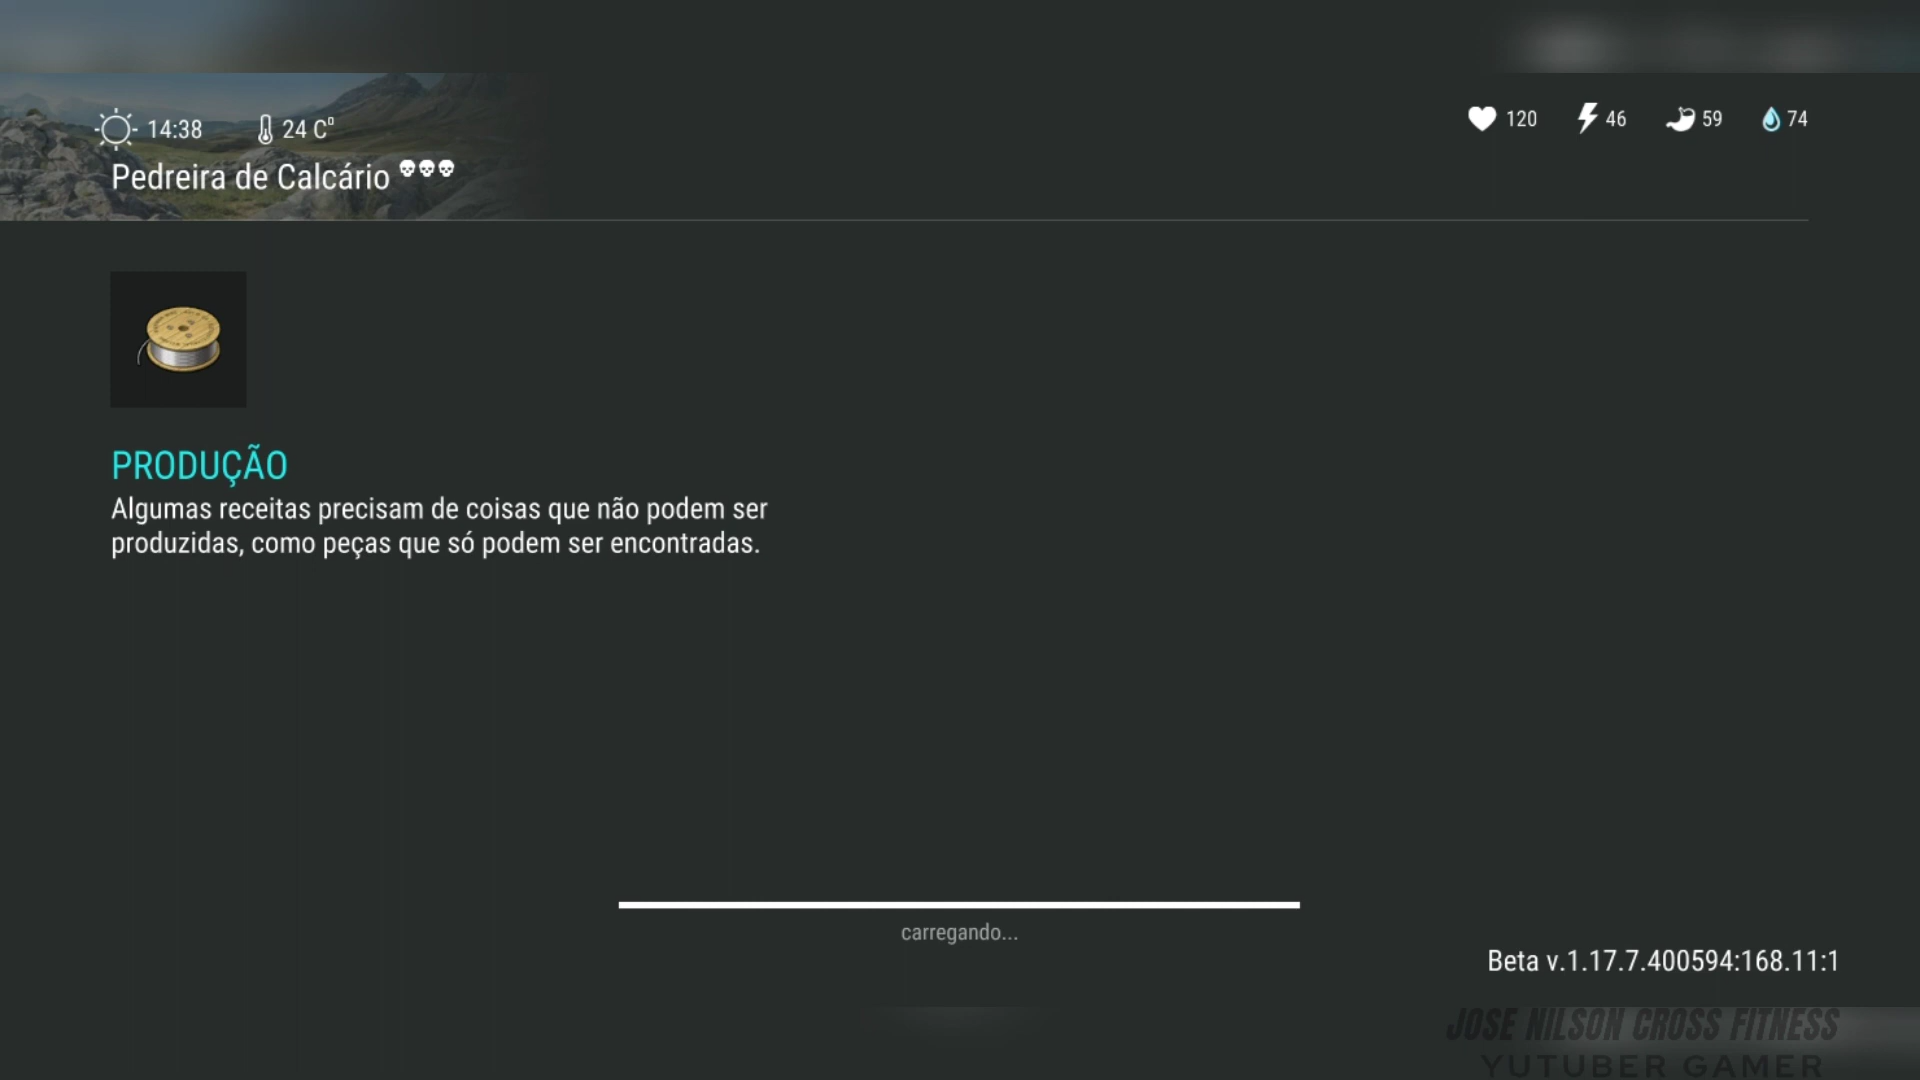 14:38 24 Cº
120 46 59 74
Pedreira de Calcário
PRODUÇÃO
Algumas receitas precisam de coisas que não podem ser
produzidas, como peças que só podem ser encontradas.
carregando...
Beta v.1.17.7.400594:168.11:1
JOSE NILSON CROSS FITNESS
YUTUBER GAMER